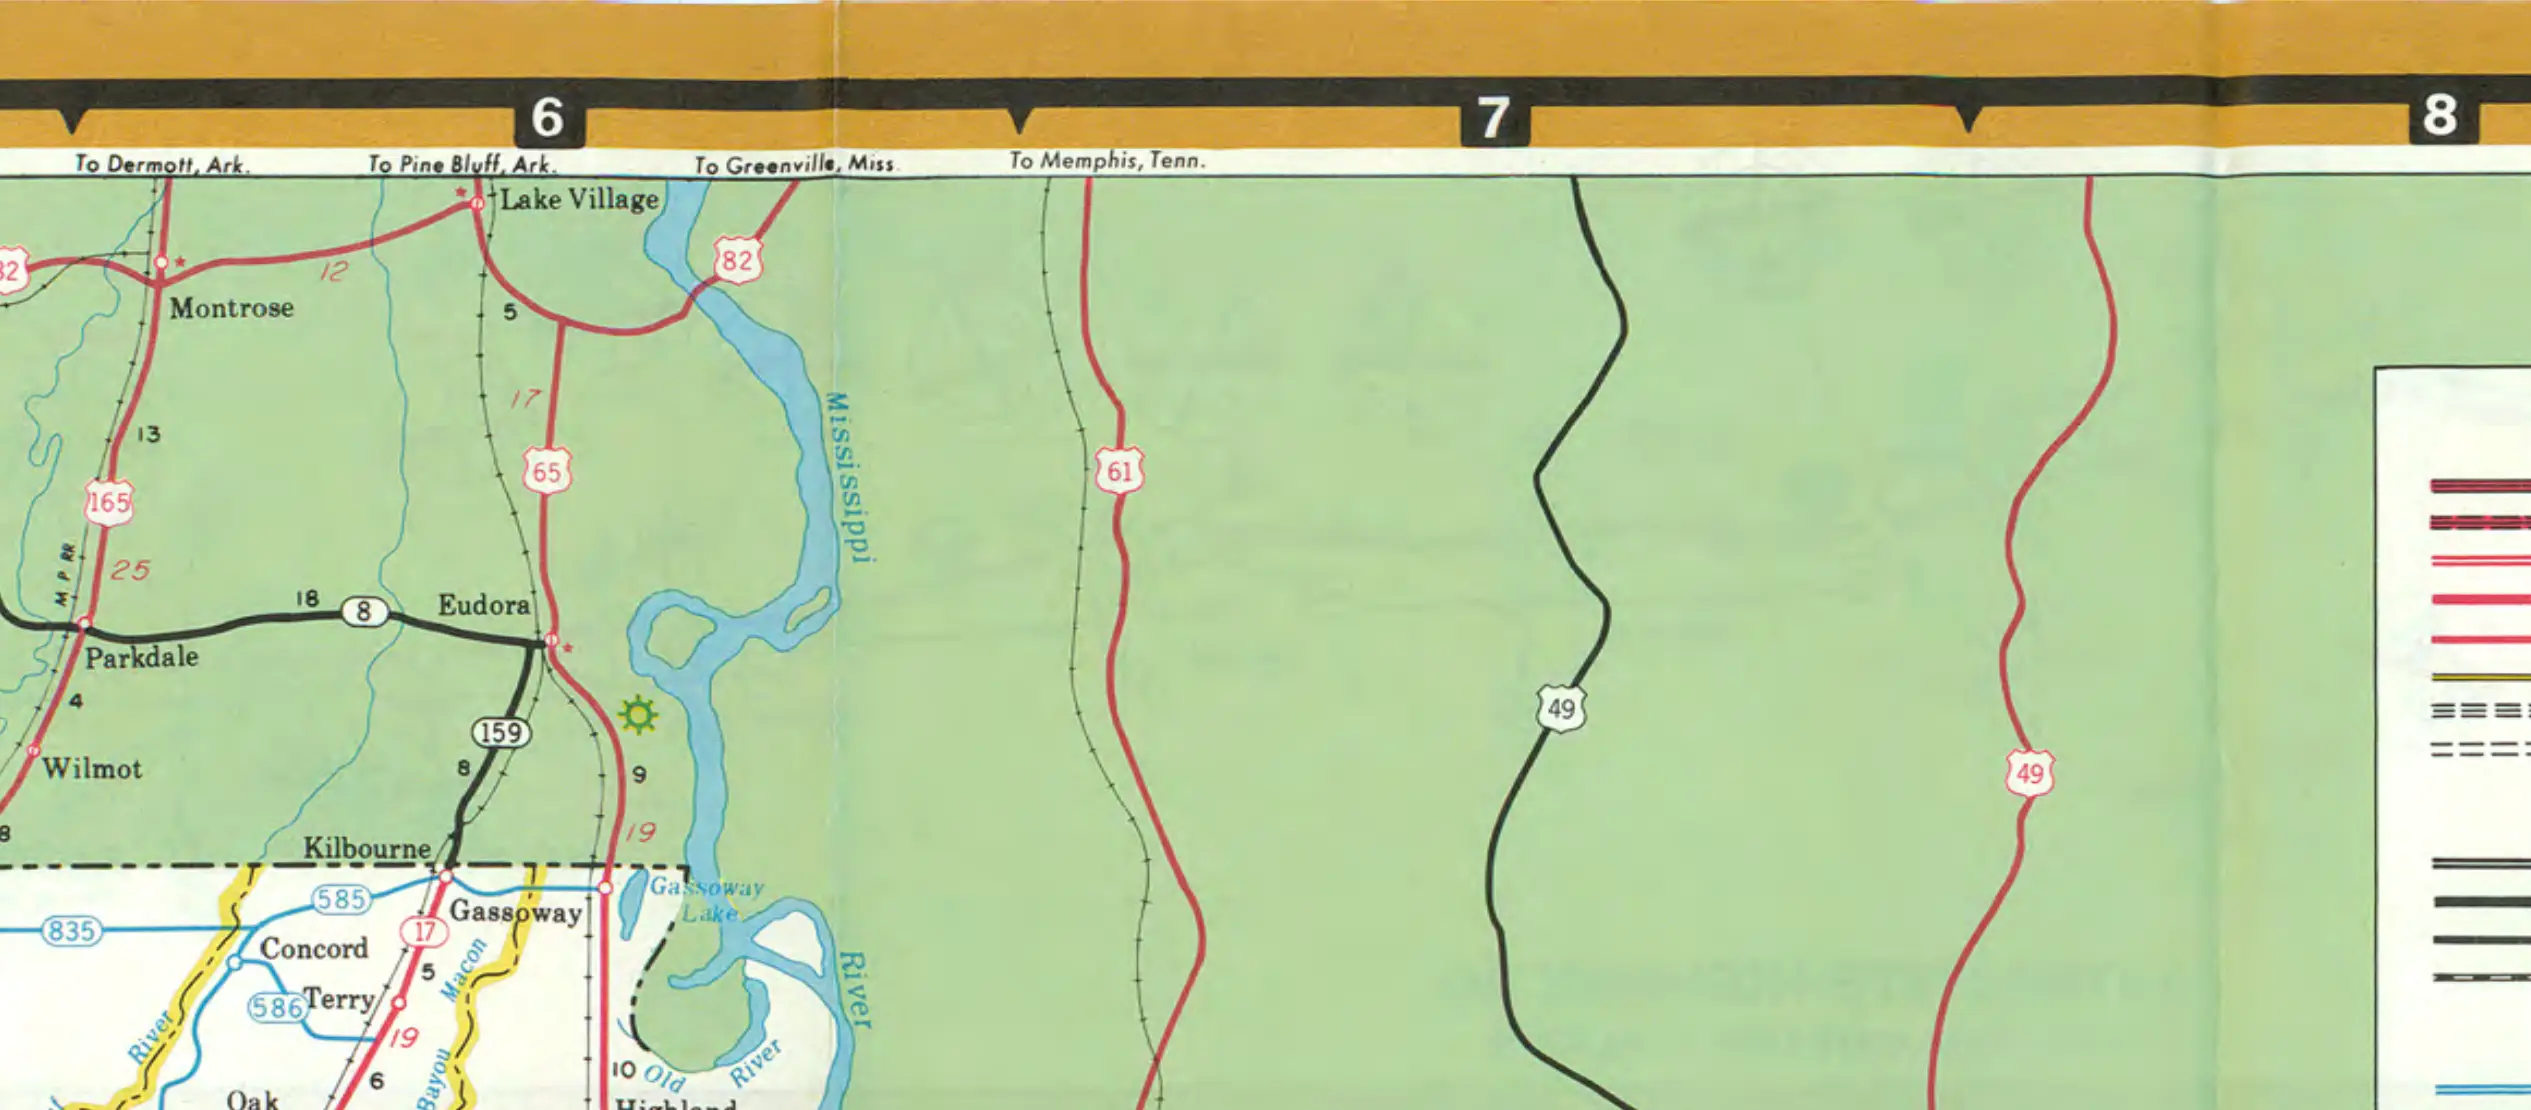 6
7
8
To Dermott, Ark.
To Pine Bluff, Ark.
To Greenville, Miss.
To Memphis, Tenn.
Lake Village
82
82
12
Montrose
5
17
13
Mississippi
65
61
165
M. P. RR.
25
18
8
Eudora
Parkdale
4
49
159
Wilmot
8
9
49
8
19
Kilbourne
585
Gassoway
Lake
Gassoway
835
17
Concord
5
Macon
River
586
Terry
19
River
10
Old
River
6
Bayou
Oak
Highland